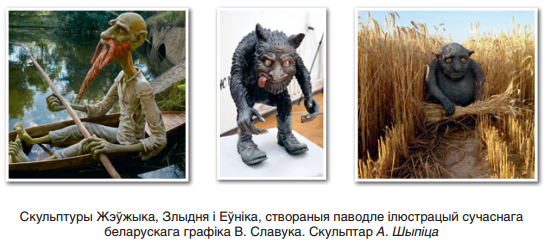 Скульптуры Жэўжыка, Злыдня і Еўніка, створаныя паводле ілюстрацый сучаснага
беларускага графіка В. Славука. Скульптар А. Шыпіца